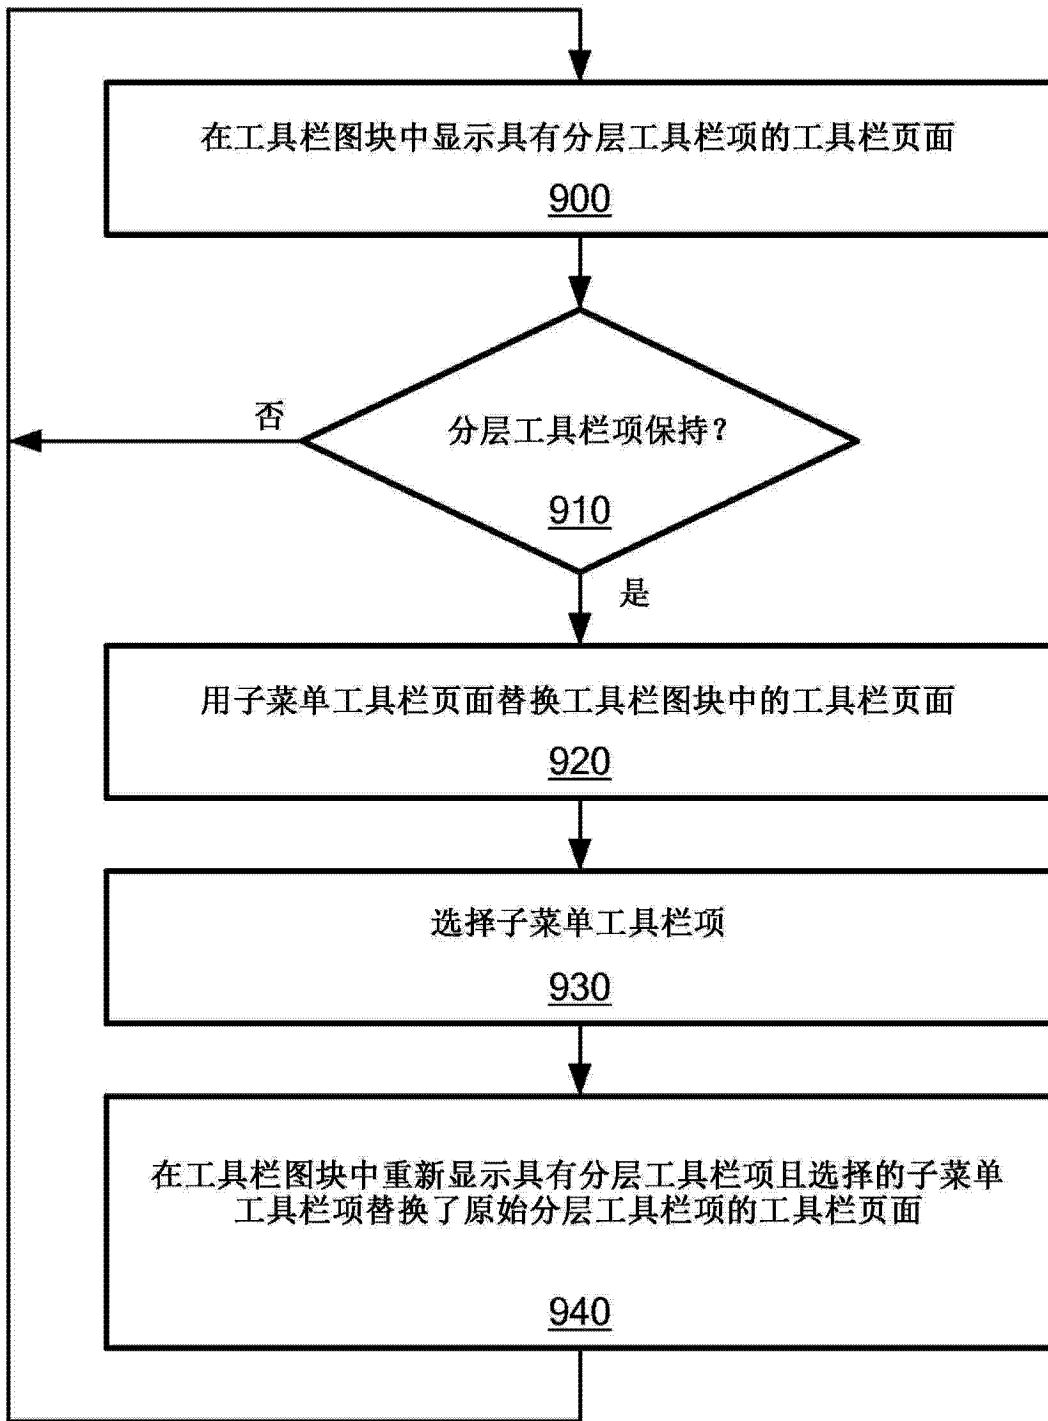 在工具栏图块中显示具有分层工具栏项的工具栏页面
900
否
分层工具栏项保持？
910
是
用子菜单工具栏页面替换工具栏图块中的工具栏页面
920
选择子菜单工具栏项
930
在工具栏图块中重新显示具有分层工具栏项且选择的子菜单
工具栏项替换了原始分层工具栏项的工具栏页面
940